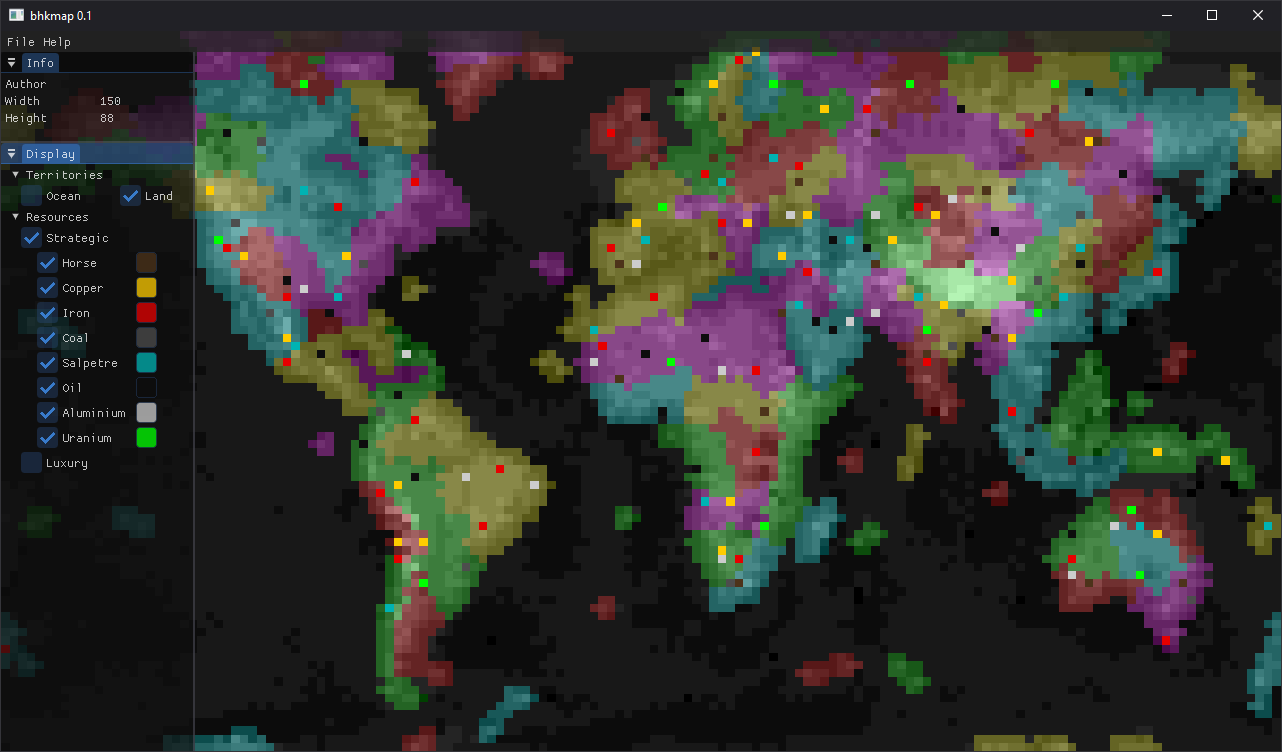 bhkmap 0.1
File Help
Info
Author
Width 150
Height 88
Display
Territories
Ocean Land
Resources
Strategic
Horse
Copper
Iron
Coal
Salpetre
Oil
Aluminium
Uranium
Luxury